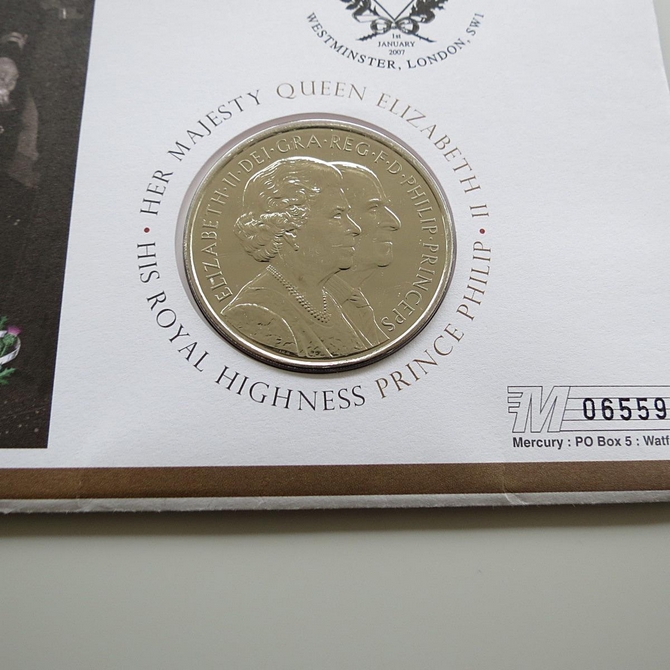 WESTMINSTER, LONDON, SW1
1st
JANUARY
2007
HER MAJESTY QUEEN ELIZABETH II •
HIS ROYAL HIGHNESS PRINCE PHILIP •
ELIZABETH·II·DEI·GRA·REG·F·D·PHILIP·PRINCEPS
M 06559
Mercury : PO Box 5 : Watf